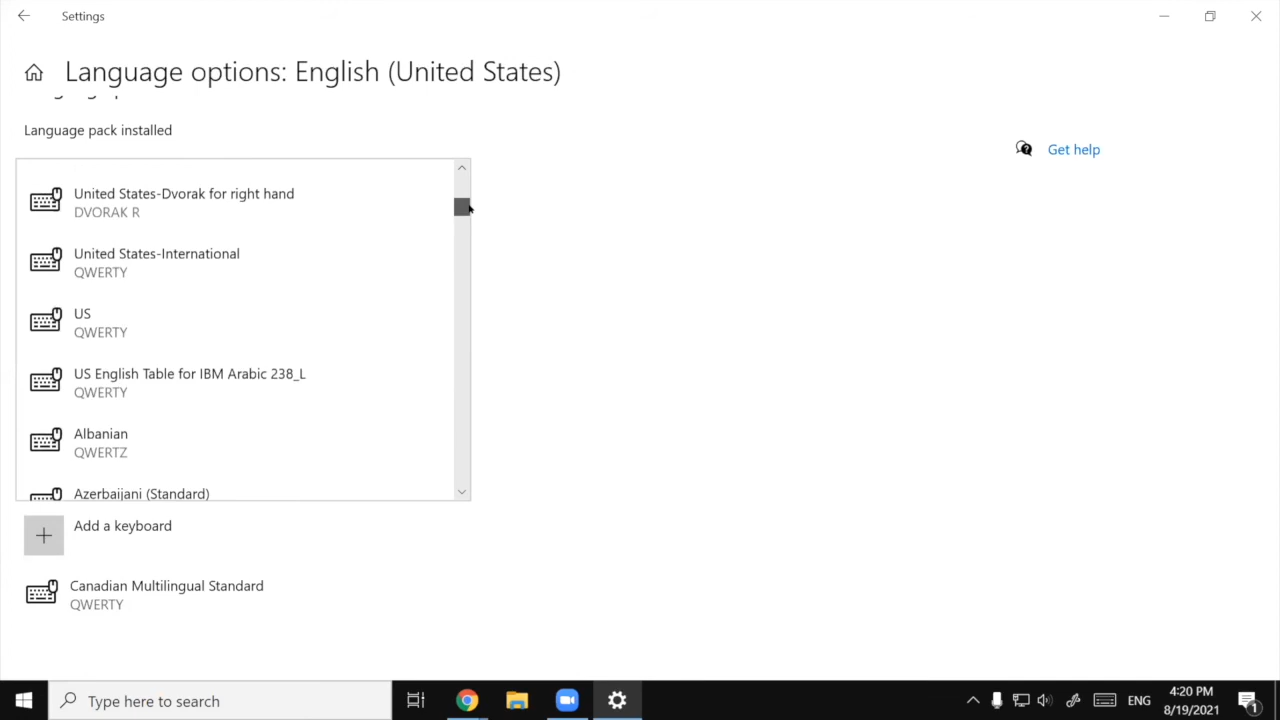 Settings
Language options: English (United States)
Language pack installed
Get help
United States-Dvorak for right hand
DVORAK R
United States-International
QWERTY
US
QWERTY
US English Table for IBM Arabic 238_L
QWERTY
Albanian
QWERTZ
Azerbaijani (Standard)
Add a keyboard
Canadian Multilingual Standard
QWERTY
Type here to search
ENG
4:20 PM
8/19/2021
1